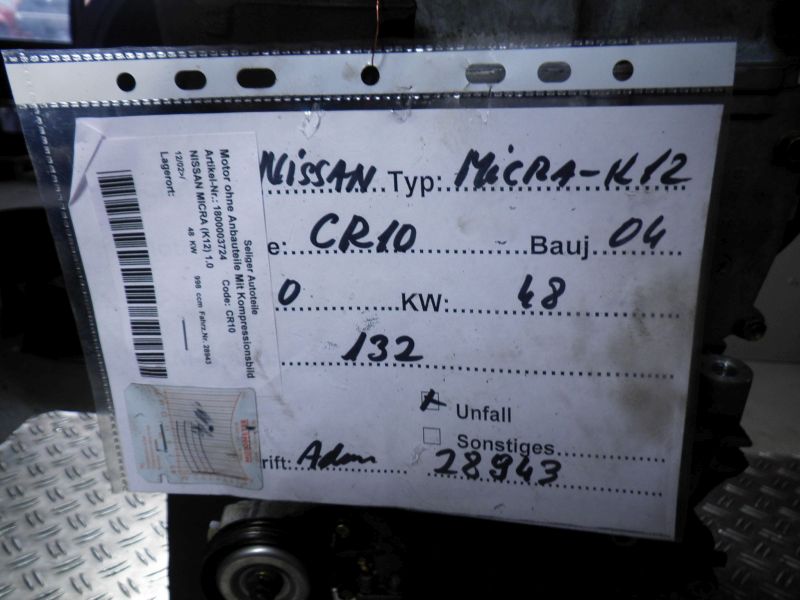 NISSAN Typ: MICRA-K12
e: CR10 Bauj 04
0 KW: 48
132
Unfall
Sonstiges
rift: Adam 28943
Seliger Autoteile
Motor ohne Anbauteile Mit Kompressionsbild
Artikel-Nr.: 1800003724 Code: CR10
NISSAN MICRA (K12) 1,0
48 KW 998 ccm Fahrz.Nr. 28943
12/02->/
Lagerort: